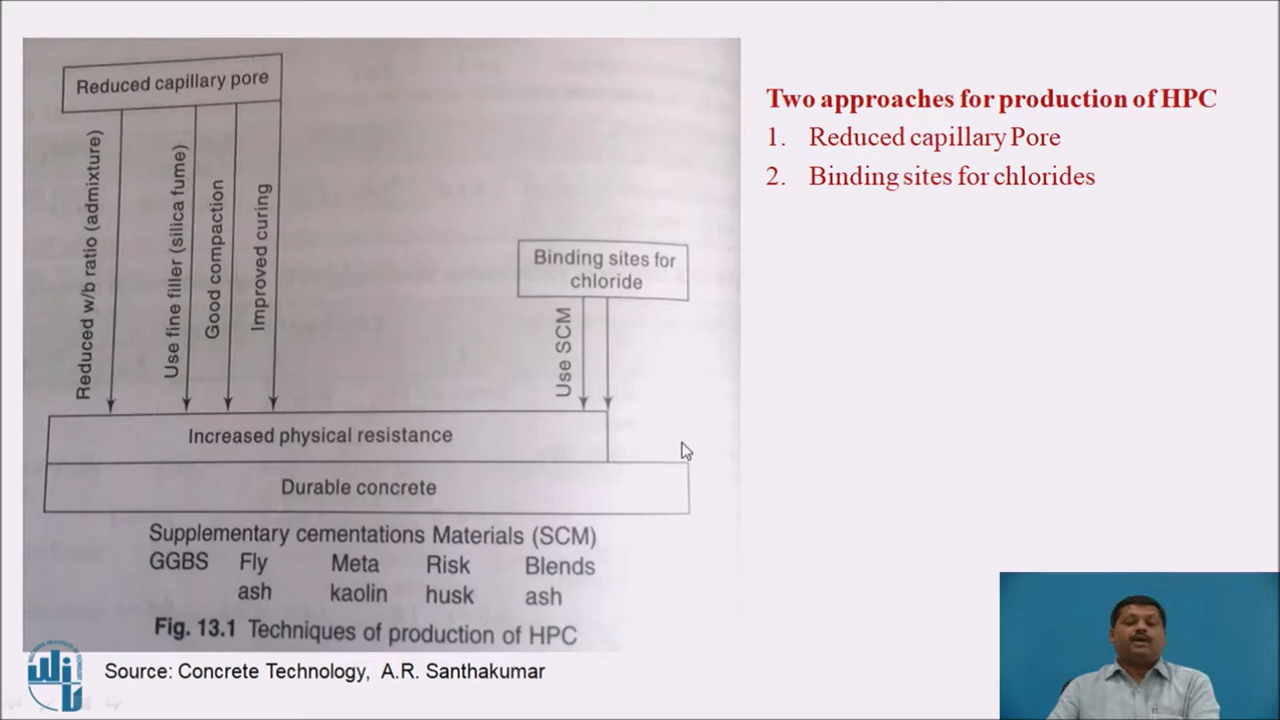 Reduced capillary pore
Reduced w/b ratio (admixture)
Use fine filler (silica fume)
Good compaction
Improved curing
Binding sites for
chloride
Use SCM
Increased physical resistance
Durable concrete
Supplementary cementations Materials (SCM)
GGBS Fly Meta Risk Blends
ash kaolin husk ash
Fig. 13.1 Techniques of production of HPC
Source: Concrete Technology, A.R. Santhakumar
Two approaches for production of HPC
1. Reduced capillary Pore
2. Binding sites for chlorides